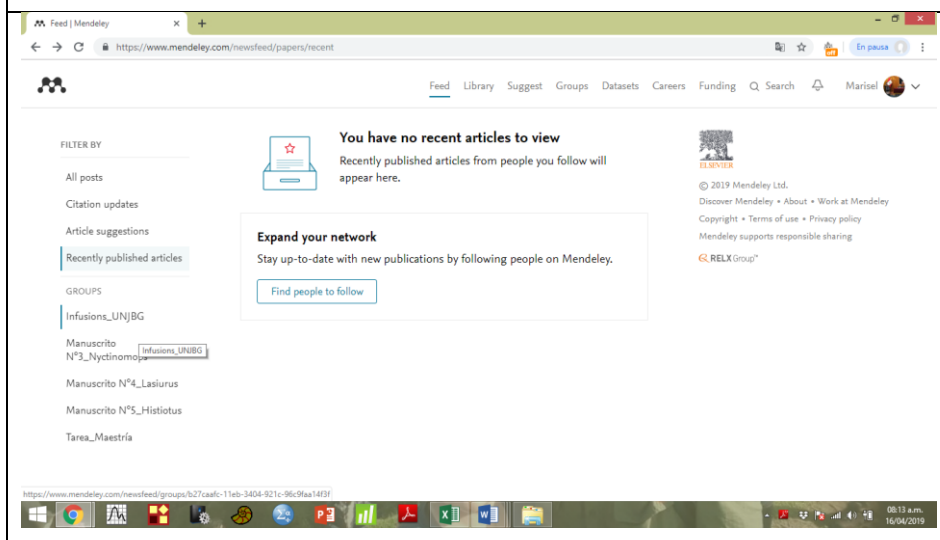 Feed | Mendeley
https://www.mendeley.com/newsfeed/papers/recent
En pausa
Feed Library Suggest Groups Datasets Careers Funding Search Marisel
FILTER BY
All posts
Citation updates
Article suggestions
Recently published articles
GROUPS
Infusions_UNJBG
Manuscrito
N°3_Nyctinomops
Infusions_UNJBG
Manuscrito N°4_Lasiurus
Manuscrito N°5_Histiotus
Tarea_Maestría
You have no recent articles to view
Recently published articles from people you follow will
appear here.
Expand your network
Stay up-to-date with new publications by following people on Mendeley.
Find people to follow
ELSEVIER
© 2019 Mendeley Ltd.
Discover Mendeley • About • Work at Mendeley
Copyright • Terms of use • Privacy policy
Mendeley supports responsible sharing
RELX Group™
https://www.mendeley.com/newsfeed/groups/b27caafc-11eb-3404-921c-96c9faa14f3f
08:13 a.m.
16/04/2019